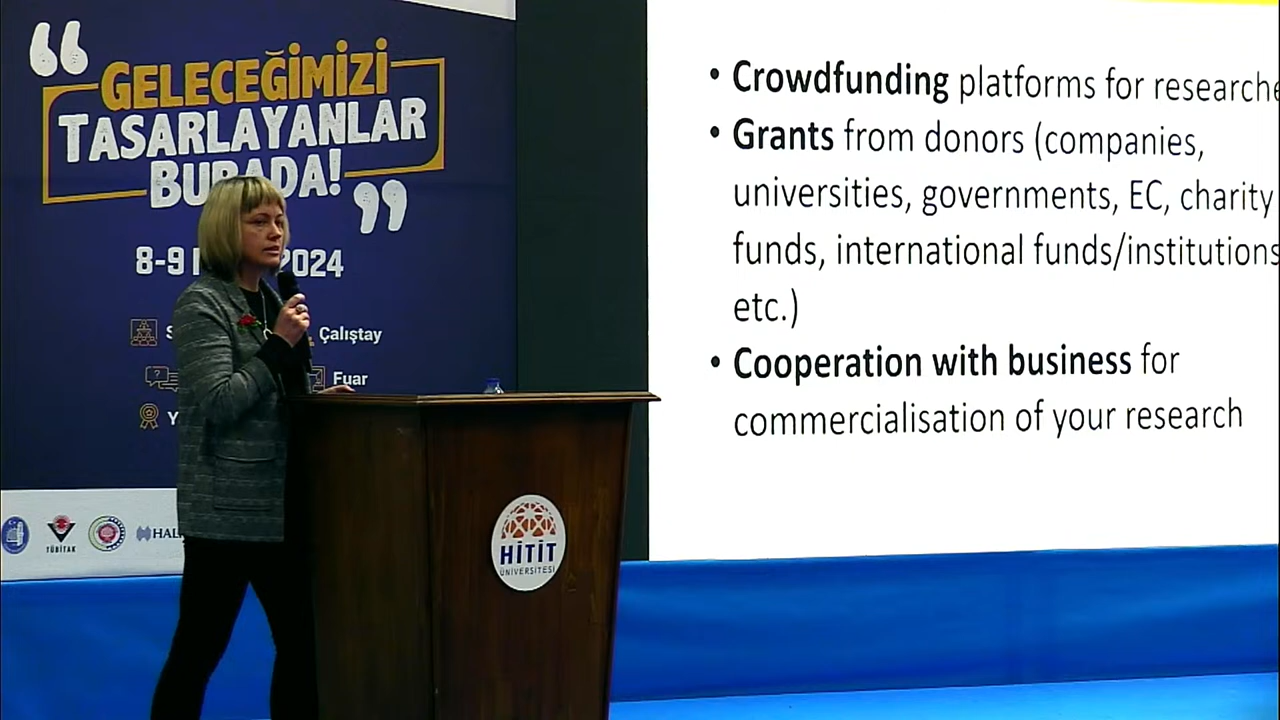 GELECEĞİMİZİ
TASARLAYANLAR
BURADA!
8-9
2024
Çalıştay
Fuar
TÜBİTAK
HİTİT
ÜNİVERSİTESİ
• Crowdfunding platforms for
• Grants from donors (companies,
universities, governments, EC, charity
funds, international funds/institutions
etc.)
• Cooperation with business for
commercialisation of your research